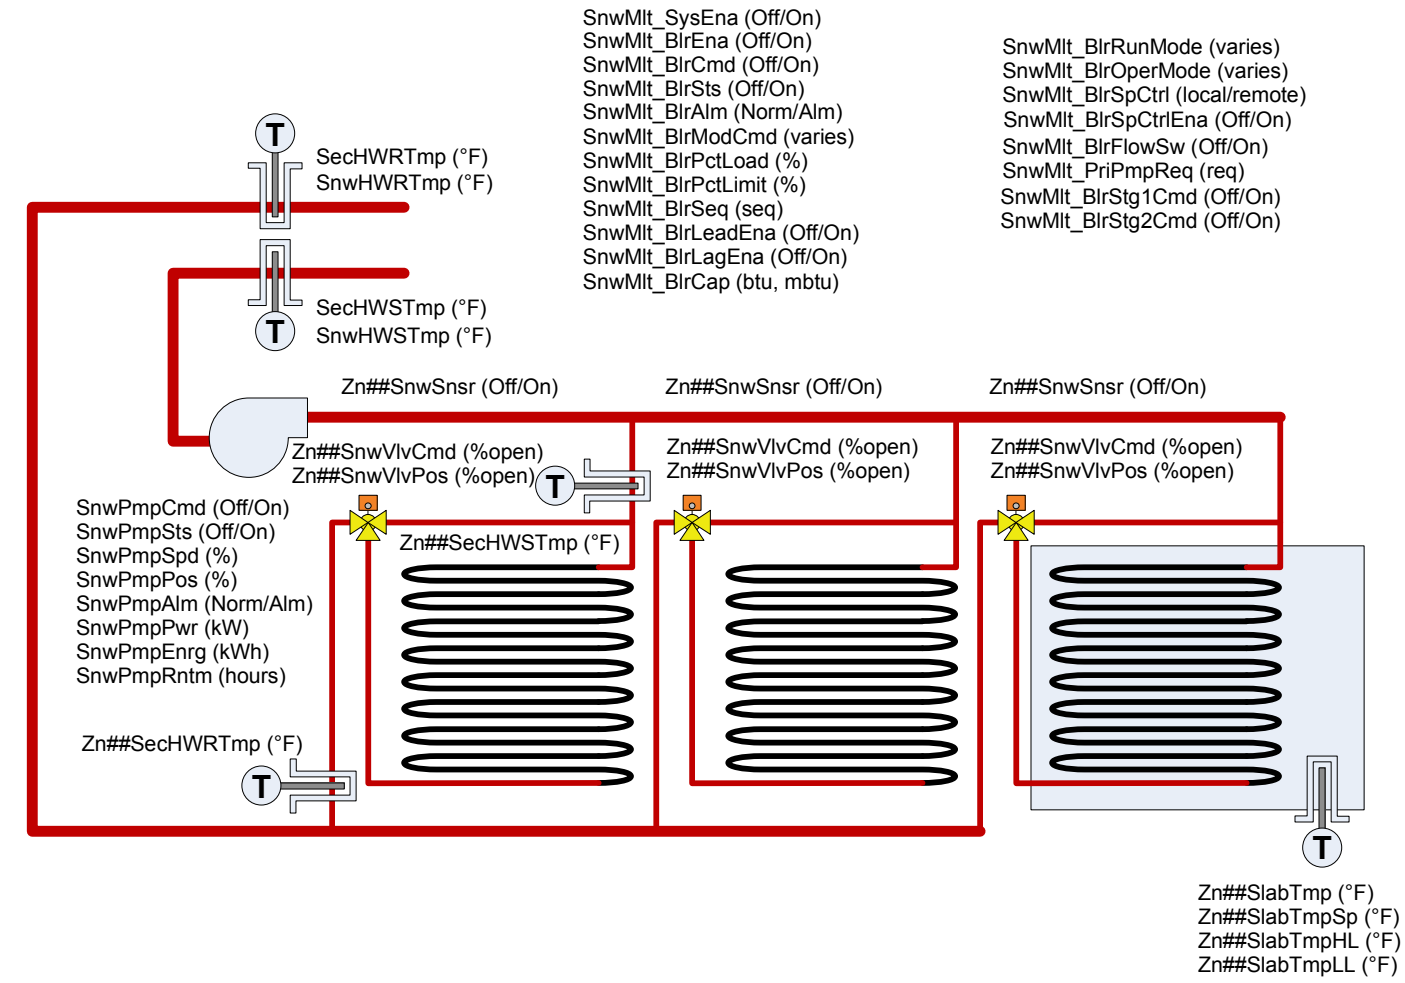 SnwMlt_SysEna (Off/On)
SnwMlt_BlrEna (Off/On)
SnwMlt_BlrCmd (Off/On)
SnwMlt_BlrSts (Off/On)
SnwMlt_BlrAlm (Norm/Alm)
SnwMlt_BlrModCmd (varies)
SnwMlt_BlrPctLoad (%)
SnwMlt_BlrPctLimit (%)
SnwMlt_BlrSeq (seq)
SnwMlt_BlrLeadEna (Off/On)
SnwMlt_BlrLagEna (Off/On)
SnwMlt_BlrCap (btu, mbtu)
SnwMlt_BlrRunMode (varies)
SnwMlt_BlrOperMode (varies)
SnwMlt_BlrSpCtrl (local/remote)
SnwMlt_BlrSpCtrlEna (Off/On)
SnwMlt_BlrFlowSw (Off/On)
SnwMlt_PriPmpReq (req)
SnwMlt_BlrStg1Cmd (Off/On)
SnwMlt_BlrStg2Cmd (Off/On)
T
SecHWRTmp (°F)
SnwHWRTmp (°F)
SecHWSTmp (°F)
SnwHWSTmp (°F)
T
Zn##SnwSnsr (Off/On)
Zn##SnwSnsr (Off/On)
Zn##SnwSnsr (Off/On)
Zn##SnwVlvCmd (%open)
Zn##SnwVlvPos (%open)
T
Zn##SnwVlvCmd (%open)
Zn##SnwVlvPos (%open)
Zn##SnwVlvCmd (%open)
Zn##SnwVlvPos (%open)
SnwPmpCmd (Off/On)
SnwPmpSts (Off/On)
SnwPmpSpd (%)
SnwPmpPos (%)
SnwPmpAlm (Norm/Alm)
SnwPmpPwr (kW)
SnwPmpEnrg (kWh)
SnwPmpRntm (hours)
Zn##SecHWSTmp (°F)
Zn##SecHWRTmp (°F)
T
T
Zn##SlabTmp (°F)
Zn##SlabTmpSp (°F)
Zn##SlabTmpHL (°F)
Zn##SlabTmpLL (°F)